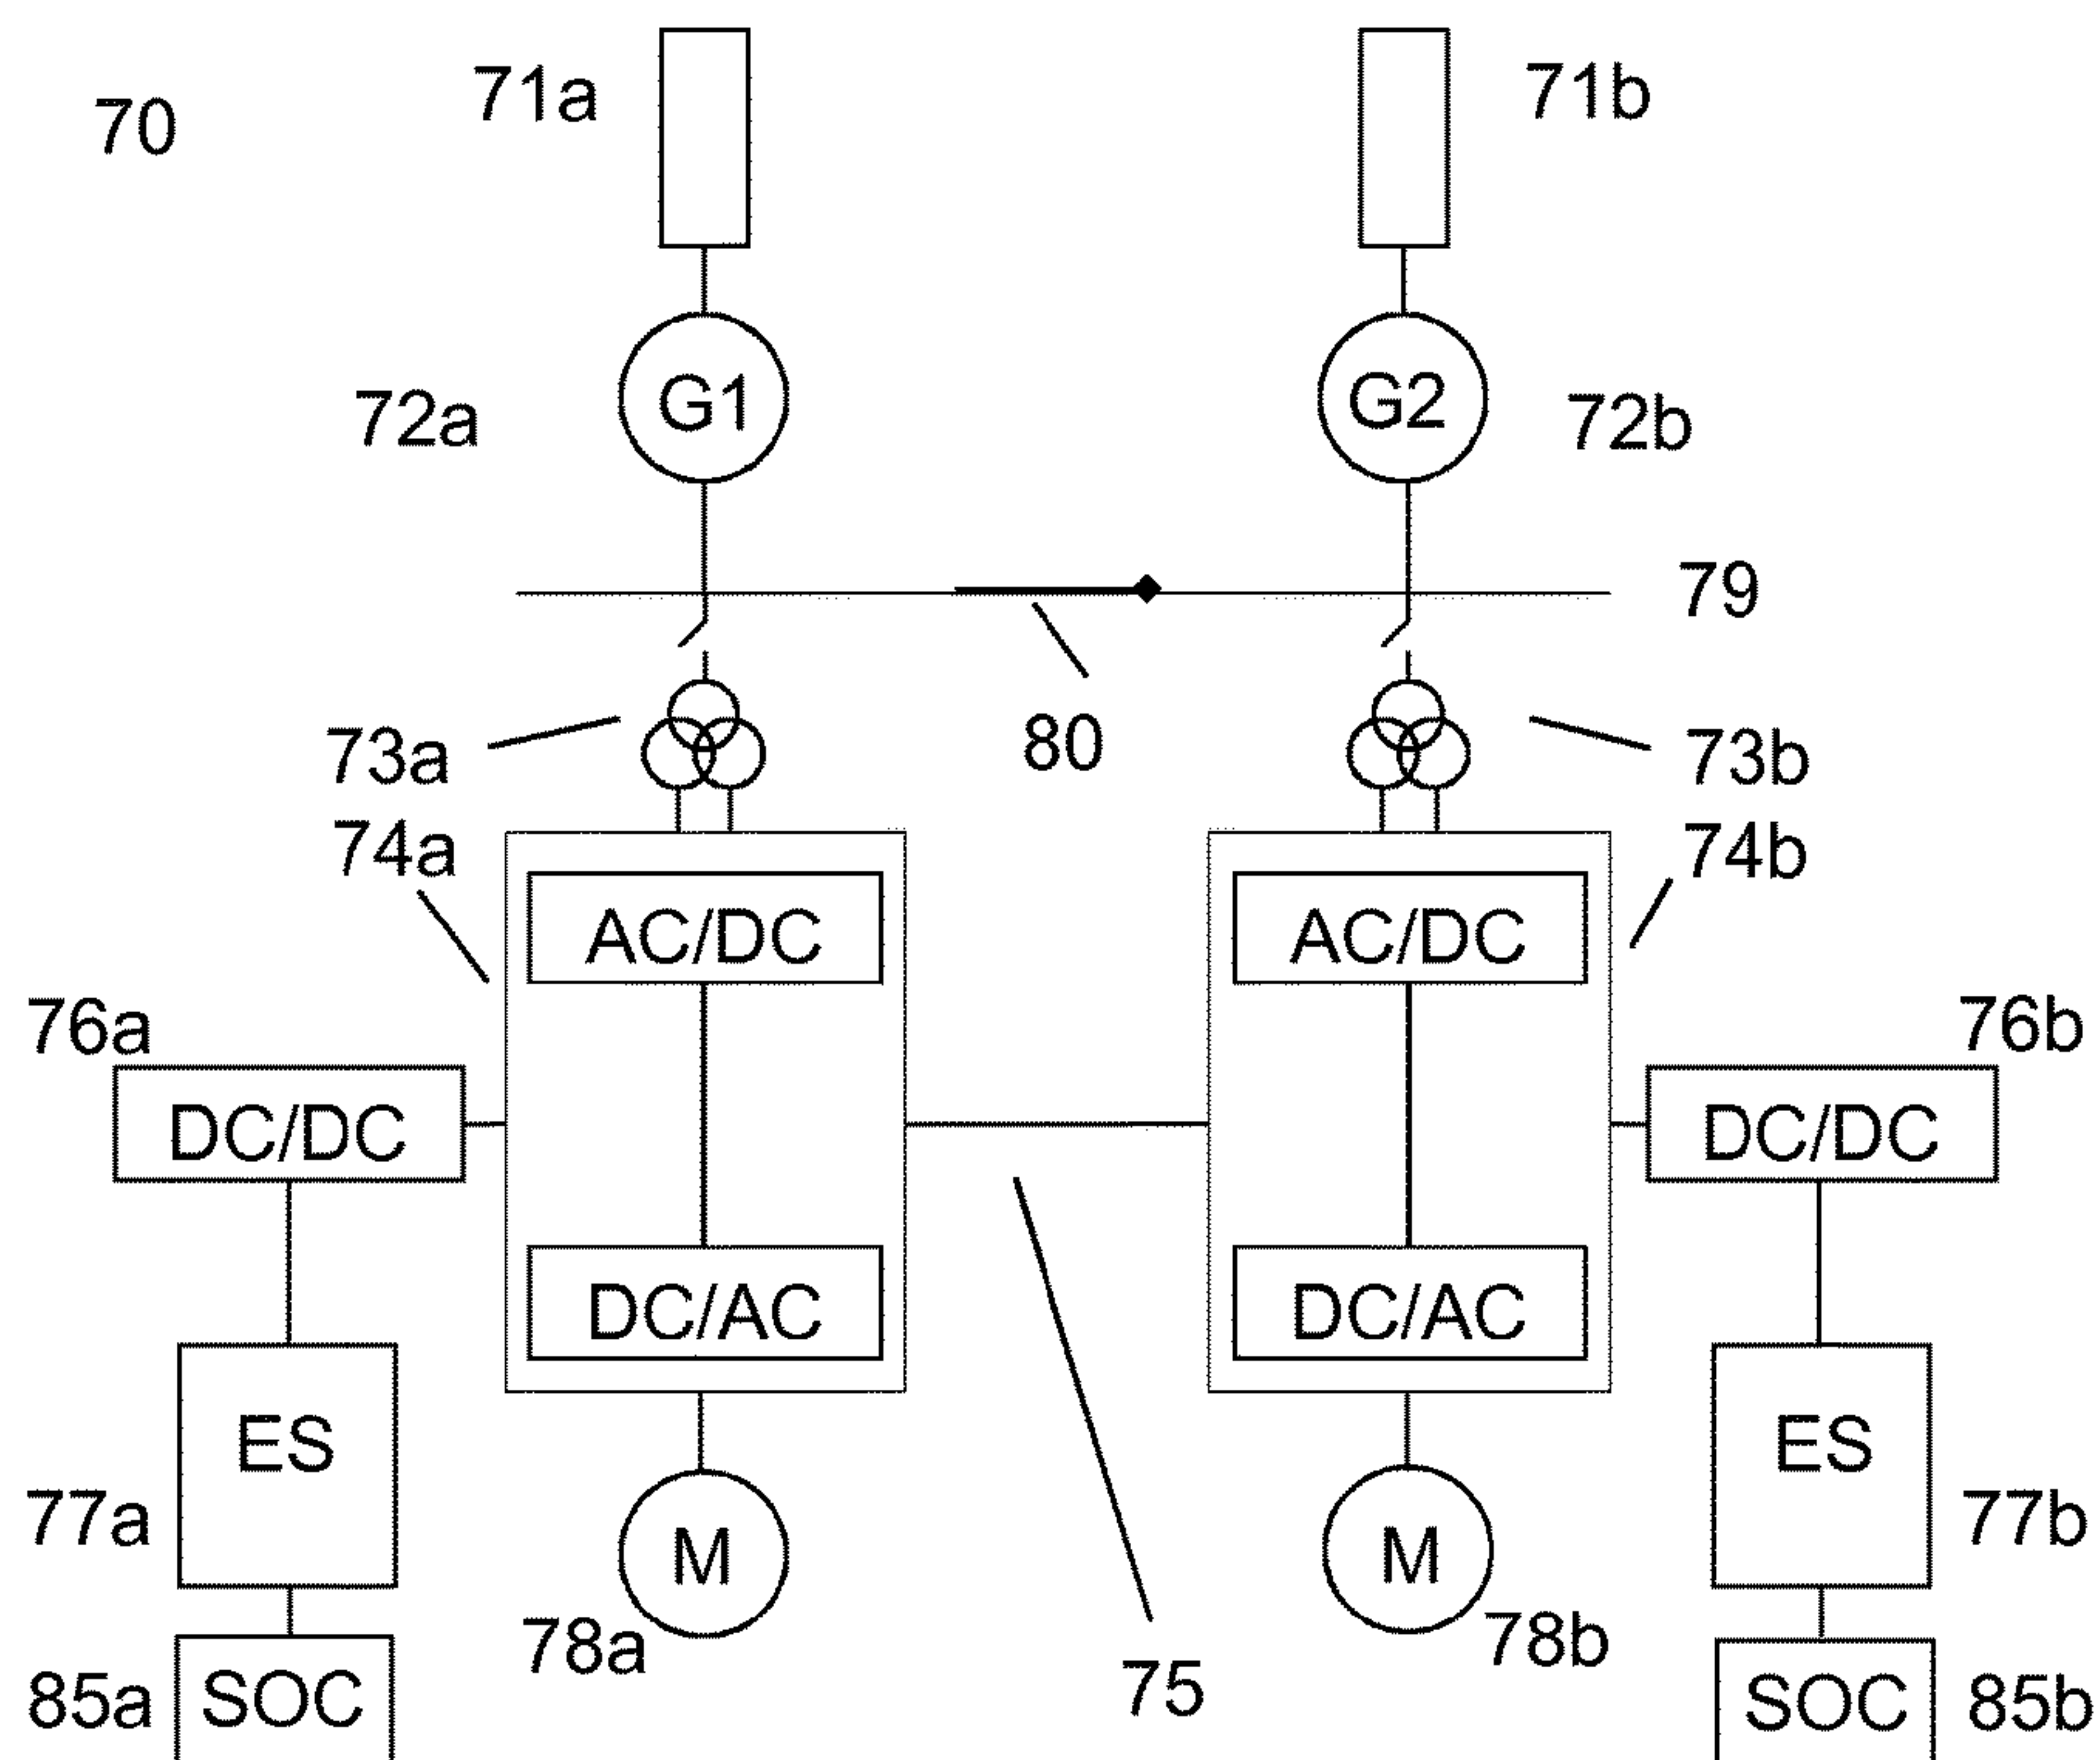 70
71a
71b
72a
G1
G2
72b
79
73a
80
73b
74a
74b
AC/DC
AC/DC
76a
76b
DC/DC
DC/DC
DC/AC
DC/AC
ES
ES
77a
77b
M
M
78a
78b
75
85a
SOC
SOC
85b